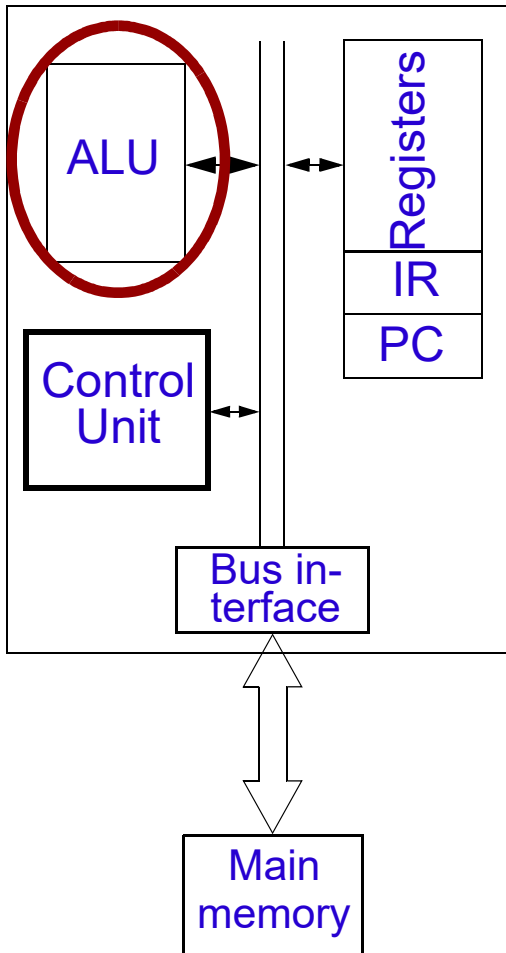 ALU
Registers
IR
PC
Control
Unit
Bus in-
terface
Main
memory